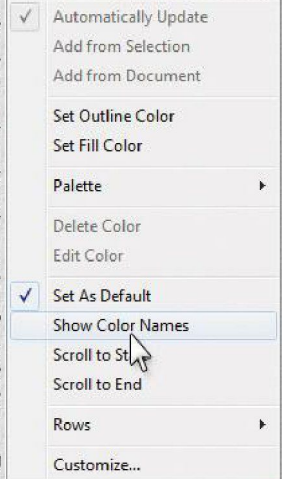 Automatically Update
Add from Selection
Add from Document
Set Outline Color
Set Fill Color
Palette
Delete Color
Edit Color
Set As Default
Show Color Names
Scroll to
Scroll to End
Rows
Customize...